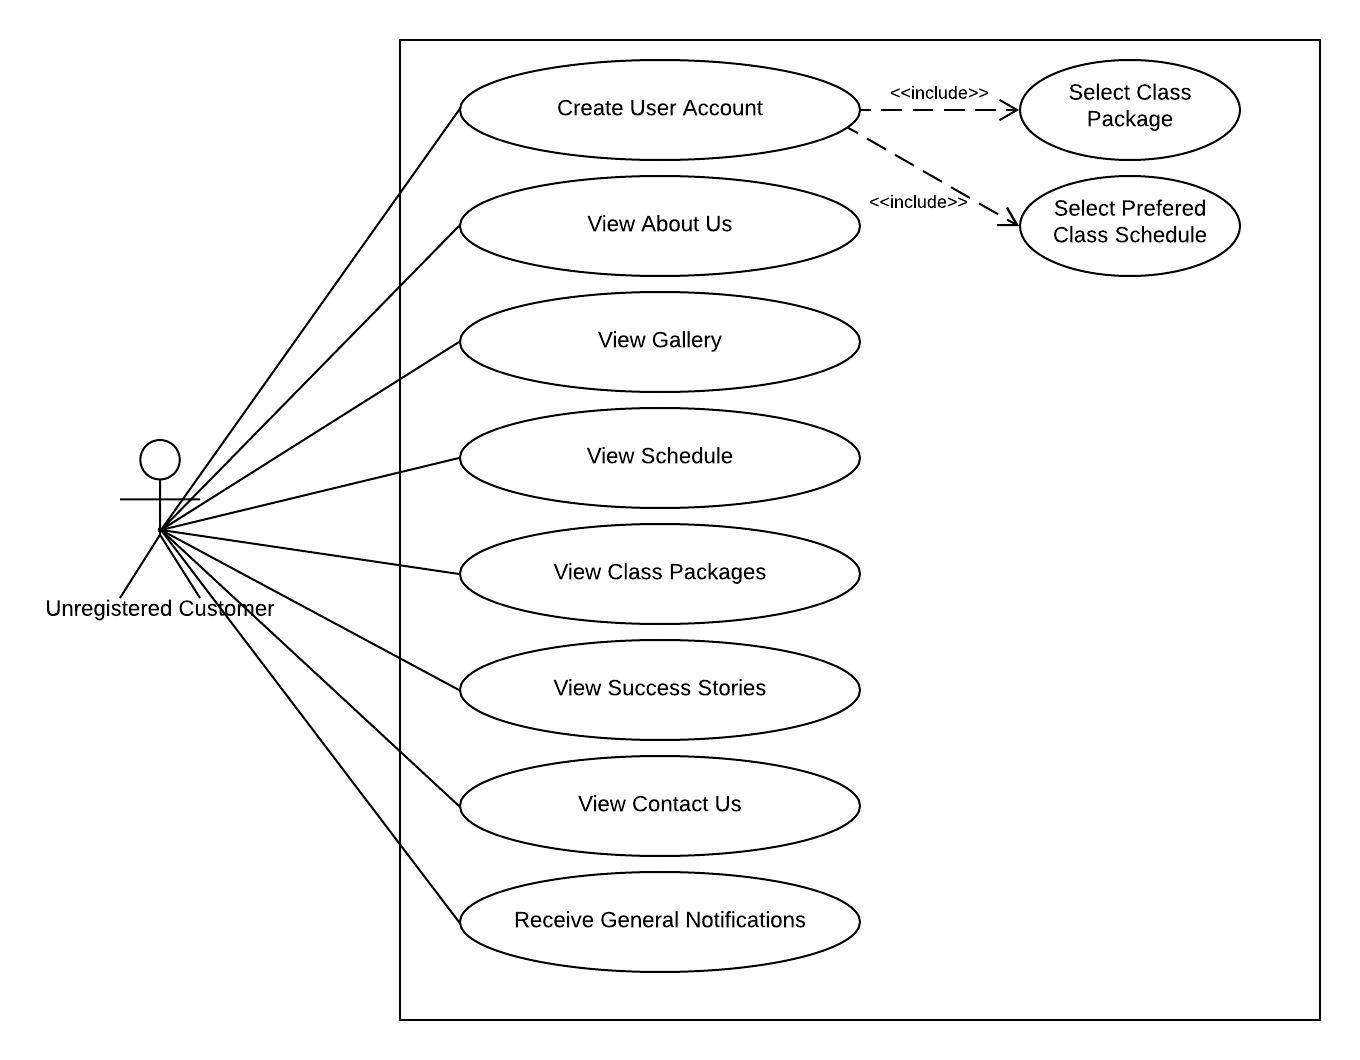 Create User Account
<<include>>
Select Class
Package
View About Us
<<include>>
Select Prefered
Class Schedule
View Gallery
View Schedule
View Class Packages
Unregistered Customer
View Success Stories
View Contact Us
Receive General Notifications